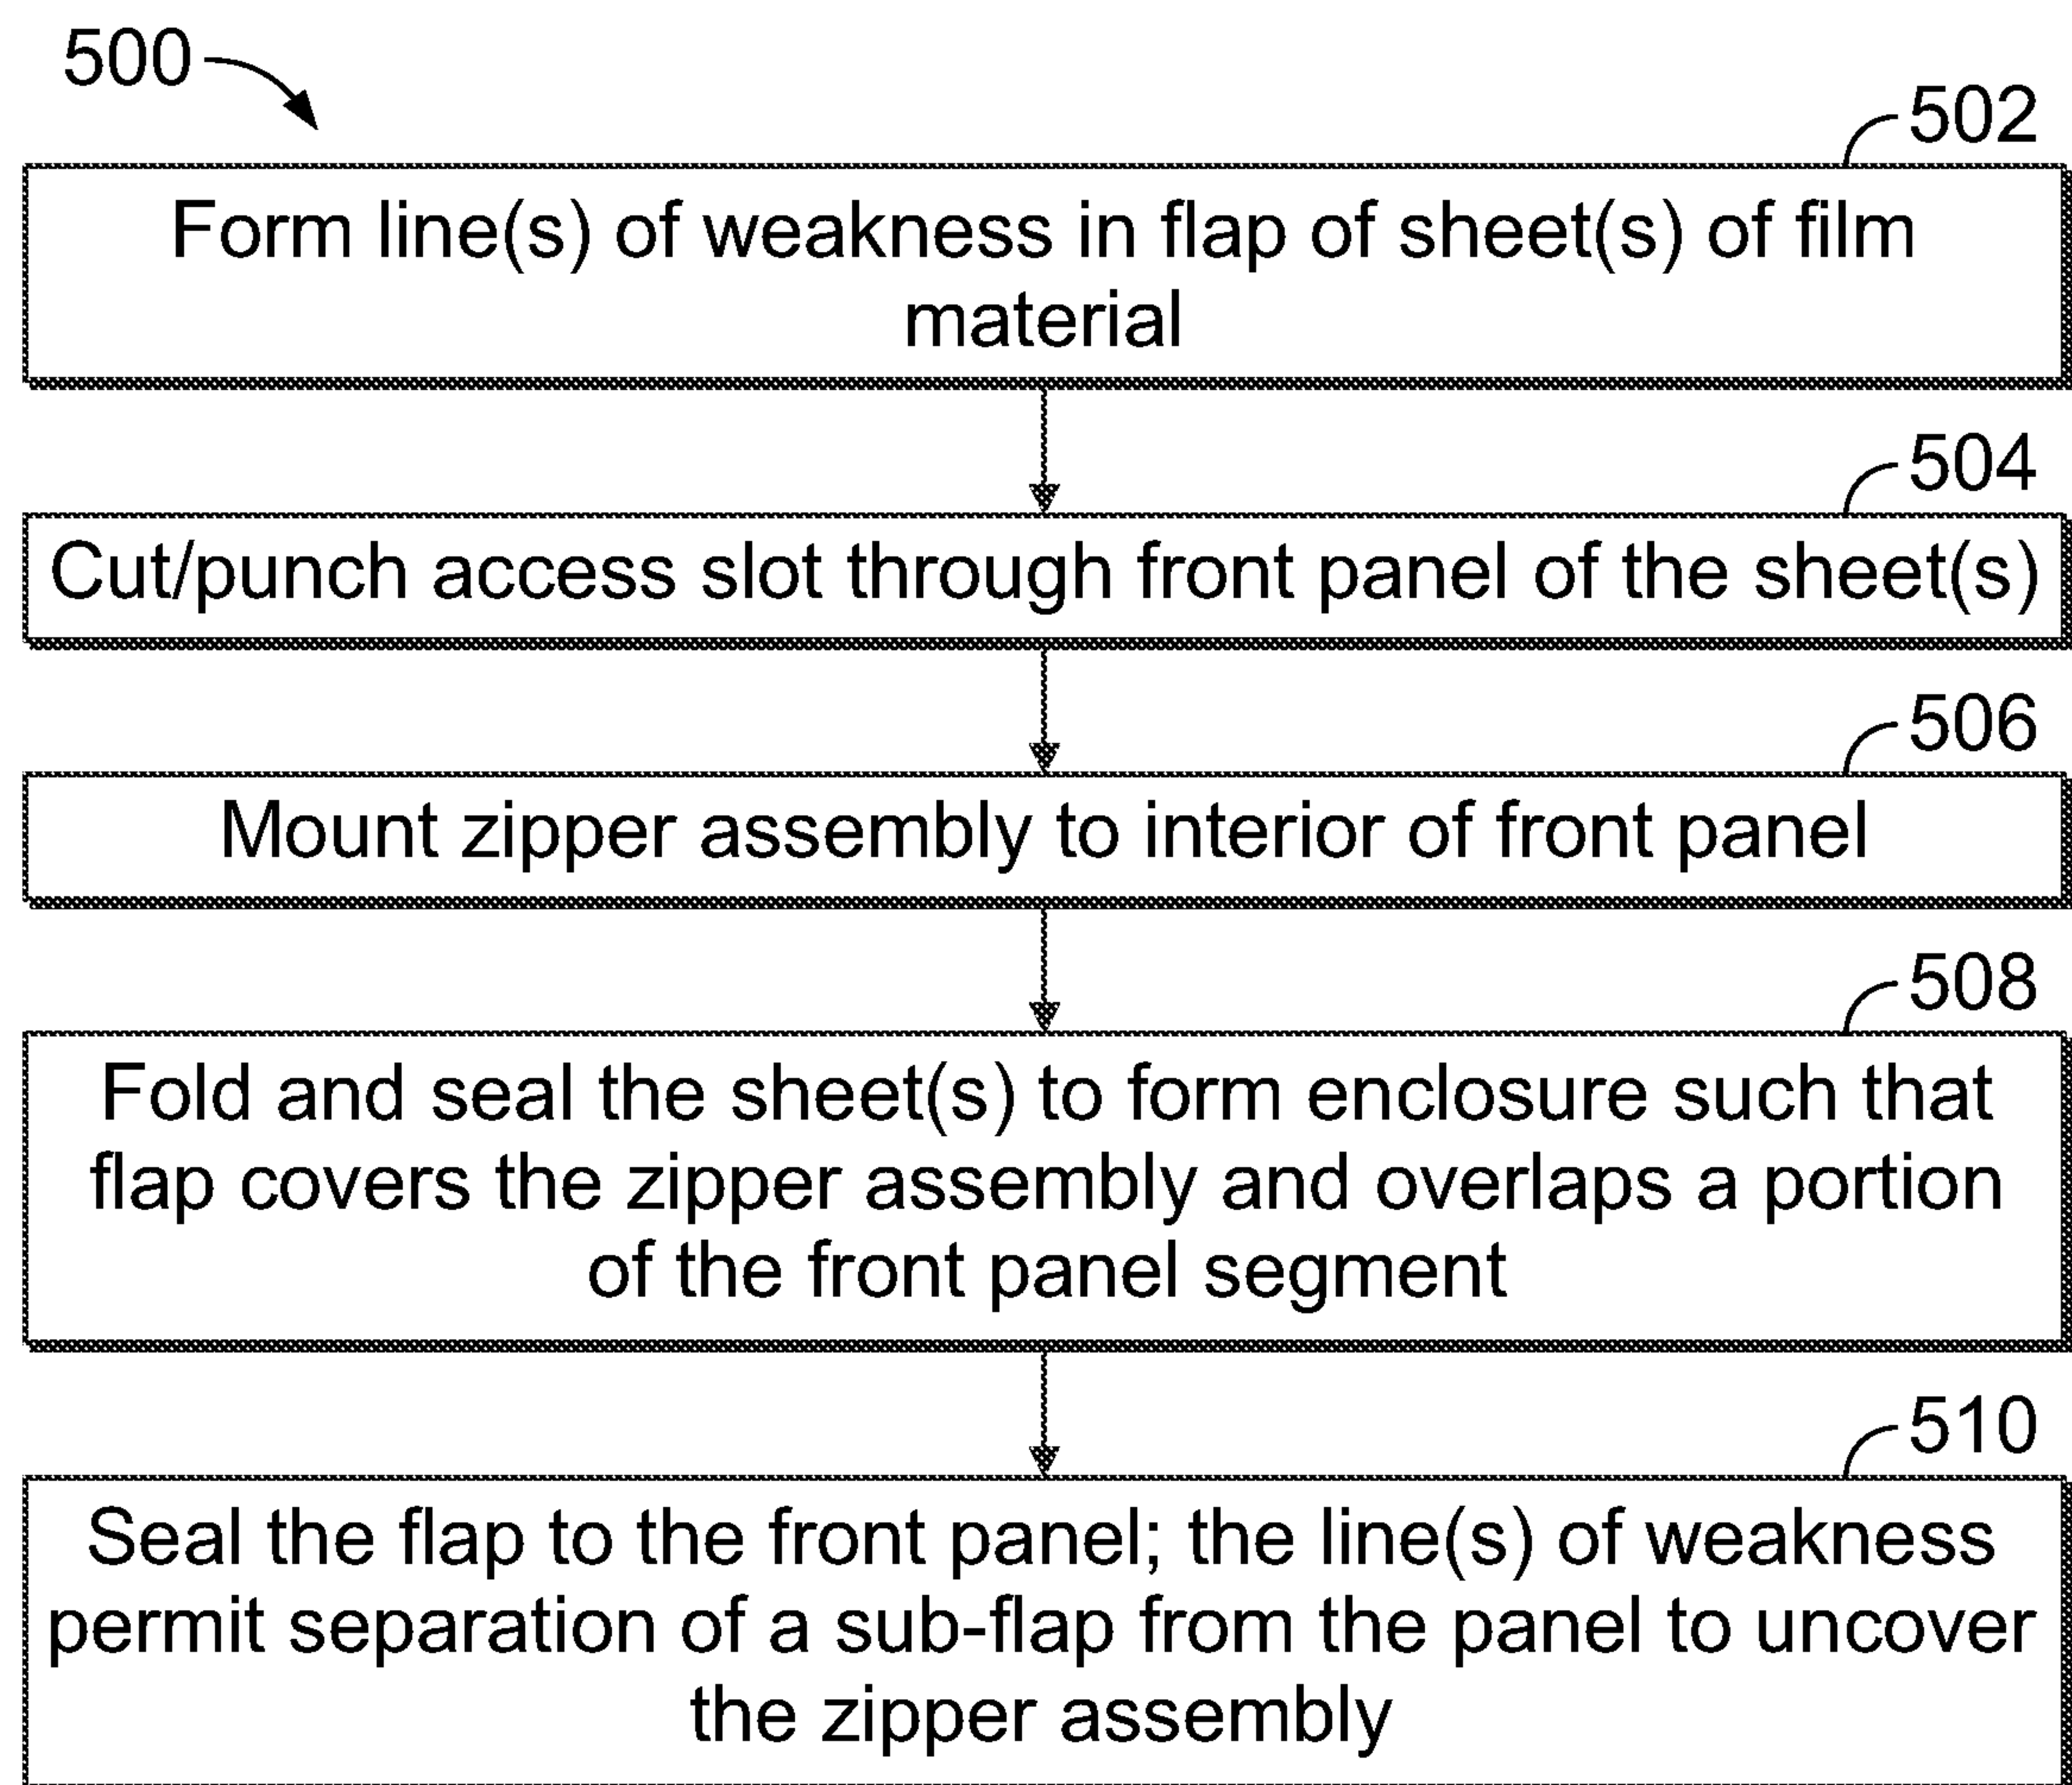 500
502
Form line(s) of weakness in flap of sheet(s) of film
material
504
Cut/punch access slot through front panel of the sheet(s)
506
Mount zipper assembly to interior of front panel
508
Fold and seal the sheet(s) to form enclosure such that
flap covers the zipper assembly and overlaps a portion
of the front panel segment
510
Seal the flap to the front panel; the line(s) of weakness
permit separation of a sub-flap from the panel to uncover
the zipper assembly